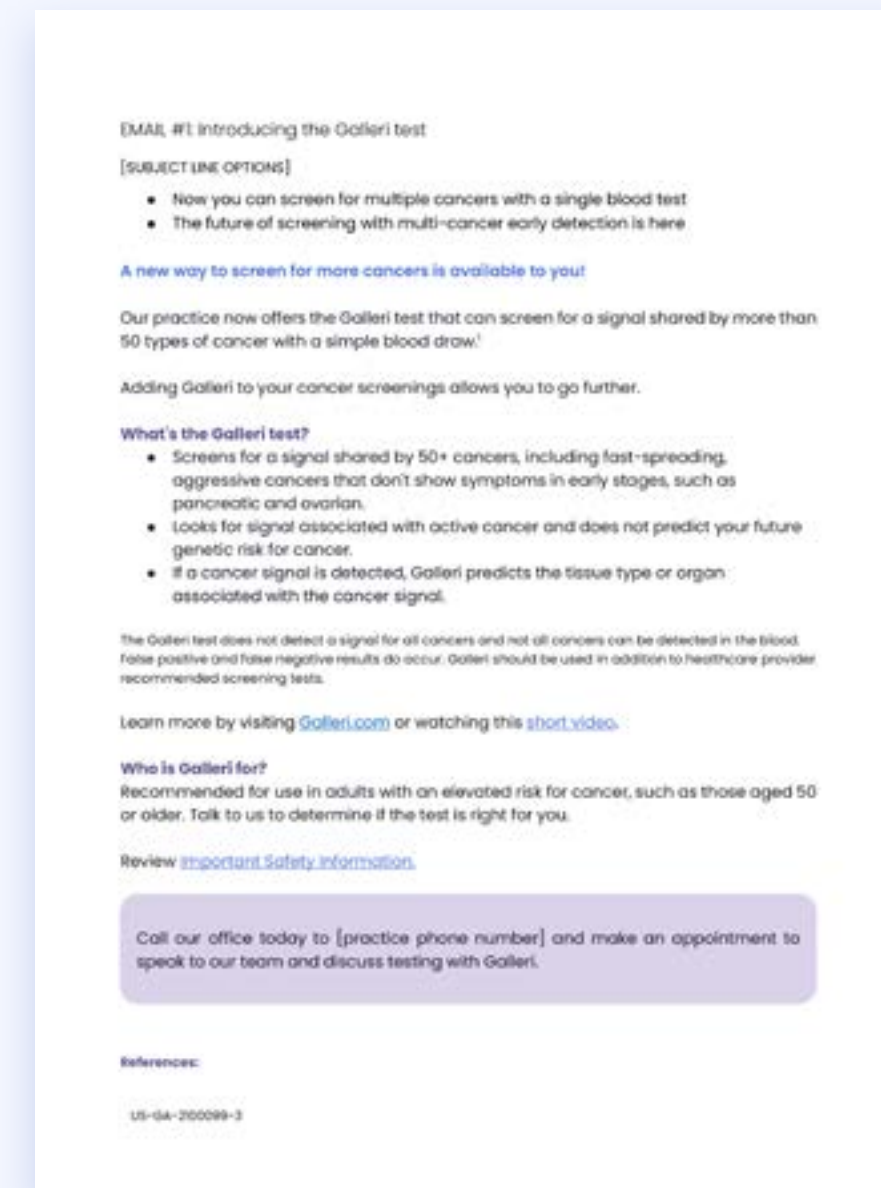 EMAIL #1: Introducing the Galleri test
[SUBJECT LINE OPTIONS]
• Now you can screen for multiple cancers with a single blood test
• The future of screening with multi-cancer early detection is here
A new way to screen for more cancers is available to you!
Our practice now offers the Galleri test that can screen for a signal shared by more than
50 types of cancer with a simple blood draw.¹
Adding Galleri to your cancer screenings allows you to go further.
What's the Galleri test?
• Screens for a signal shared by 50+ cancers, including fast-spreading,
aggressive cancers that don't show symptoms in early stages, such as
pancreatic and ovarian.
• Looks for signal associated with active cancer and does not predict your future
genetic risk for cancer.
• If a cancer signal is detected, Galleri predicts the tissue type or organ
associated with the cancer signal.
The Galleri test does not detect a signal for all cancers and not all cancers can be detected in the blood.
False positive and false negative results do occur. Galleri should be used in addition to healthcare provider
recommended screening tests.
Learn more by visiting Galleri.com or watching this short video.
Who is Galleri for?
Recommended for use in adults with an elevated risk for cancer, such as those aged 50
or older. Talk to us to determine if the test is right for you.
Review Important Safety Information.
Call our office today to [practice phone number] and make an appointment to
speak to our team and discuss testing with Galleri.
References:
US-GA-2100099-3